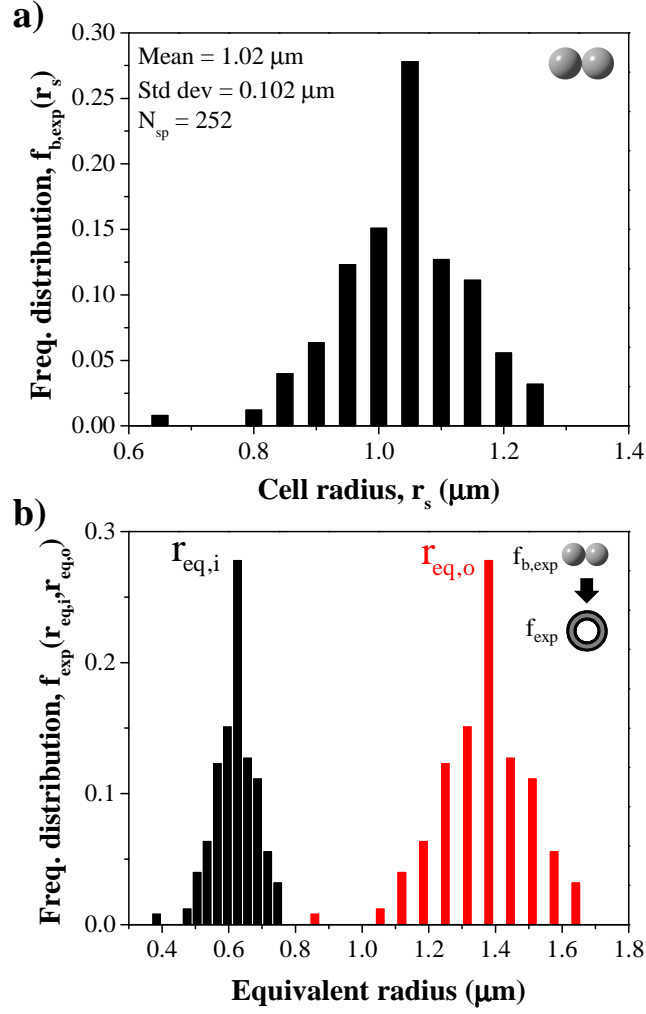 a)
Mean = 1.02 μm
Std dev = 0.102 μm
N_sp = 252
Freq. distribution, f_b,exp(r_s)
0.30
0.25
0.20
0.15
0.10
0.05
0.00
0.6 0.8 1.0 1.2 1.4
Cell radius, r_s (μm)
b)
r_eq,i
r_eq,o
f_b,exp
f_exp
Freq. distribution, f_exp(r_eq,i,r_eq,o)
0.3
0.2
0.1
0.0
0.4 0.6 0.8 1.0 1.2 1.4 1.6 1.8
Equivalent radius (μm)